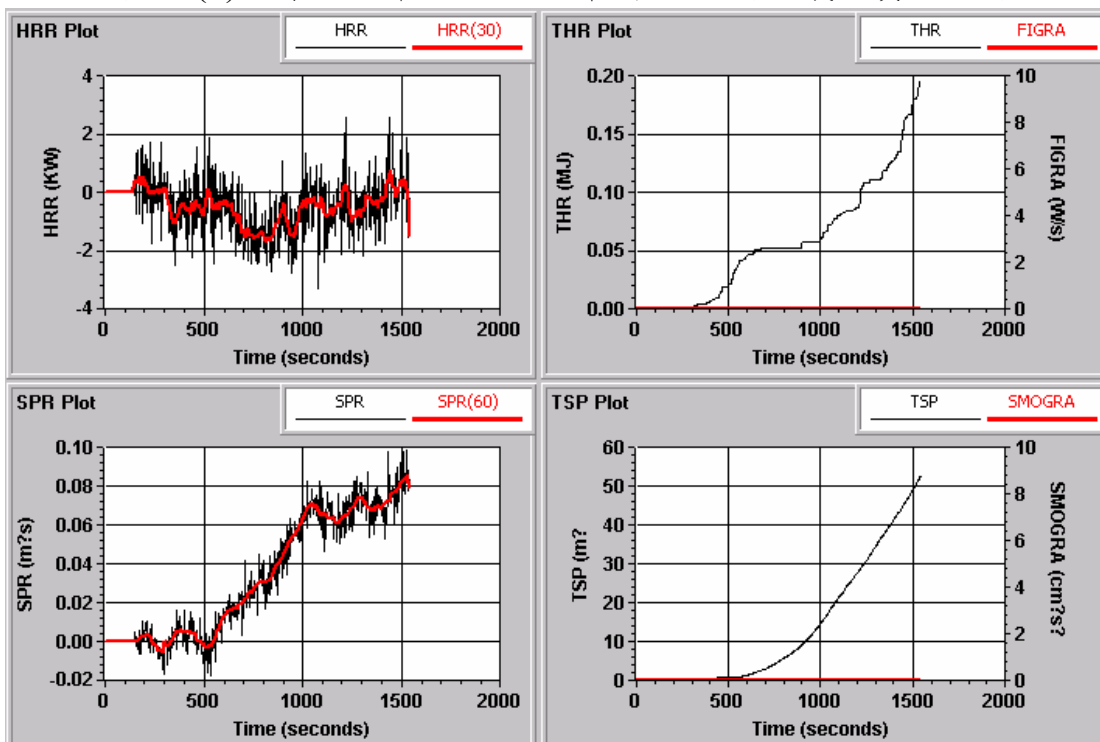 HRR Plot
HRR HRR(30)
4
2
0
-2
-4
HRR (KW)
0 500 1000 1500 2000
Time (seconds)
THR Plot
THR FIGRA
0.20
0.15
0.10
0.05
0.00
THR (MJ)
10
8
6
4
2
0
FIGRA (W/s)
0 500 1000 1500 2000
Time (seconds)
SPR Plot
SPR SPR(60)
0.10
0.08
0.06
0.04
0.02
0.00
-0.02
SPR (m?s)
0 500 1000 1500 2000
Time (seconds)
TSP Plot
TSP SMOGRA
60
50
40
30
20
10
0
TSP (m?
10
8
6
4
2
0
SMOGRA (cm?s?
0 500 1000 1500 2000
Time (seconds)